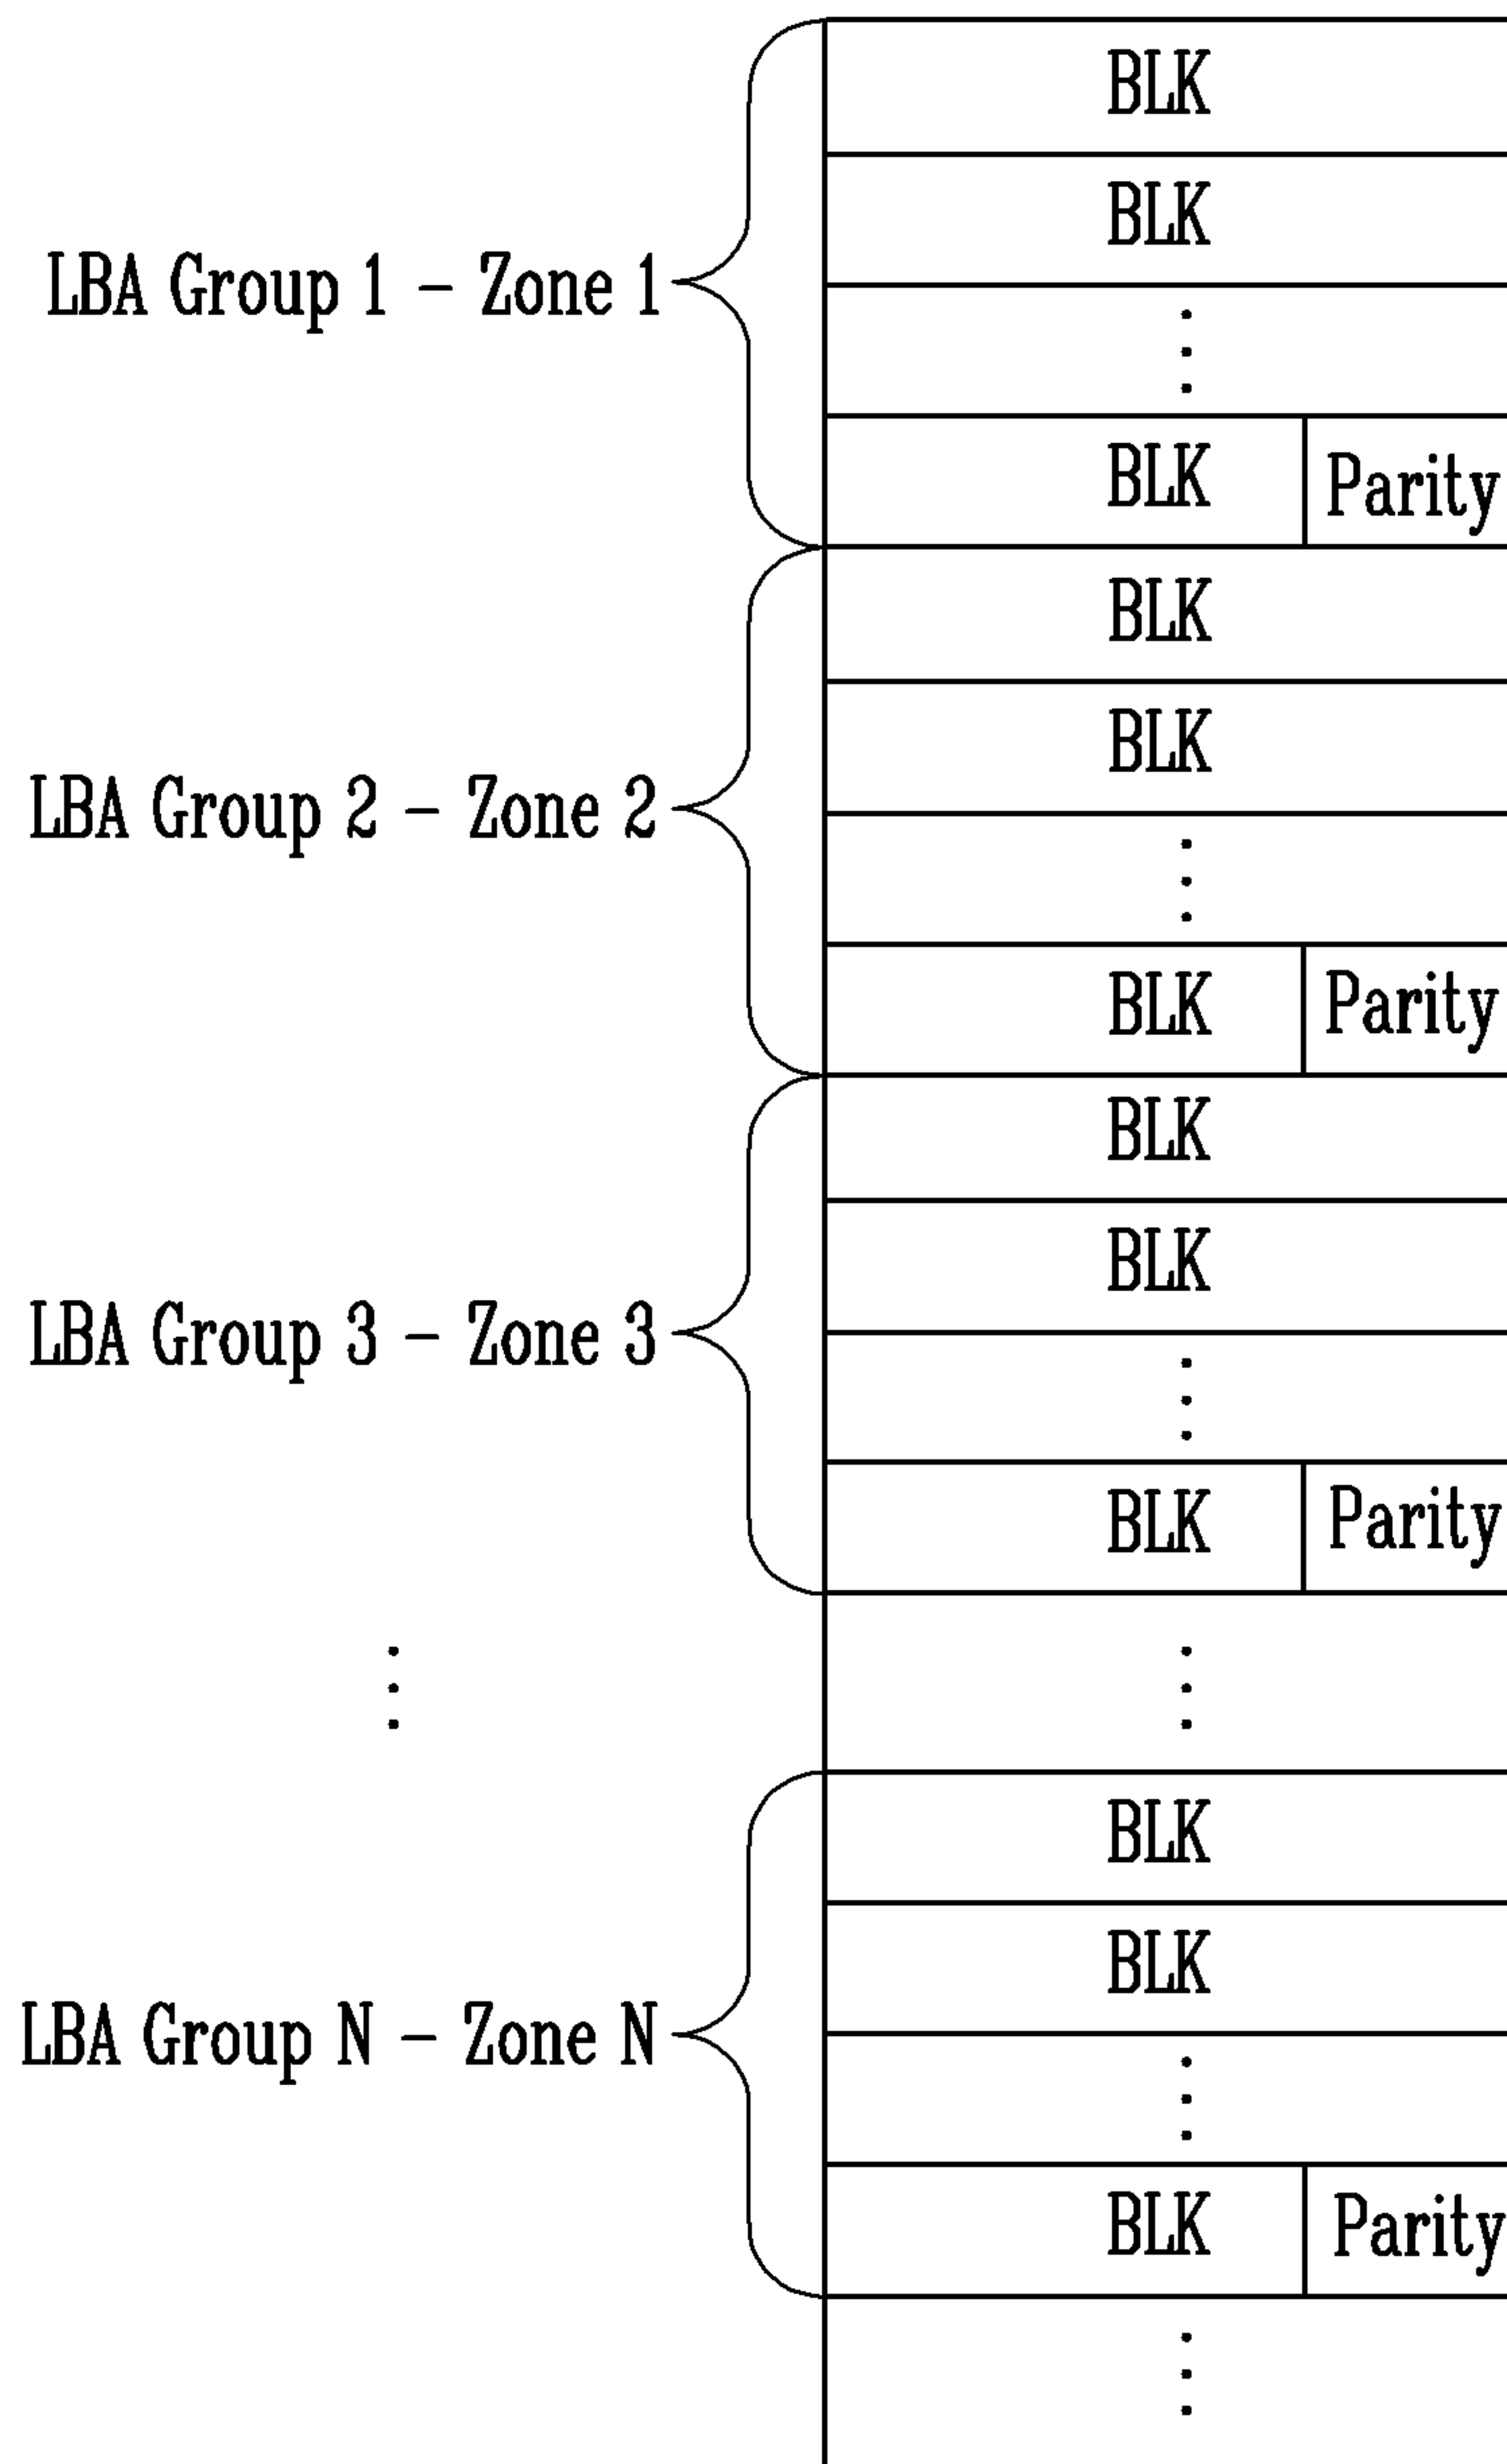 BLK
BLK
LBA Group 1 - Zone 1
BLK Parity
BLK
BLK
LBA Group 2 - Zone 2
BLK Parity
BLK
BLK
LBA Group 3 - Zone 3
BLK Parity
BLK
BLK
LBA Group N - Zone N
BLK Parity